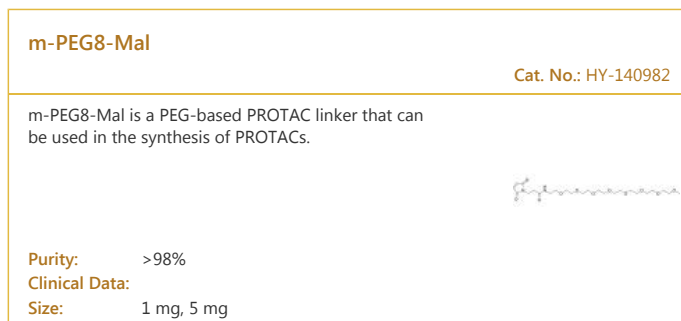 m-PEG8-Mal
Cat. No.: HY-140982
m-PEG8-Mal is a PEG-based PROTAC linker that can
be used in the synthesis of PROTACs.
Purity: >98%
Clinical Data:
Size: 1 mg, 5 mg